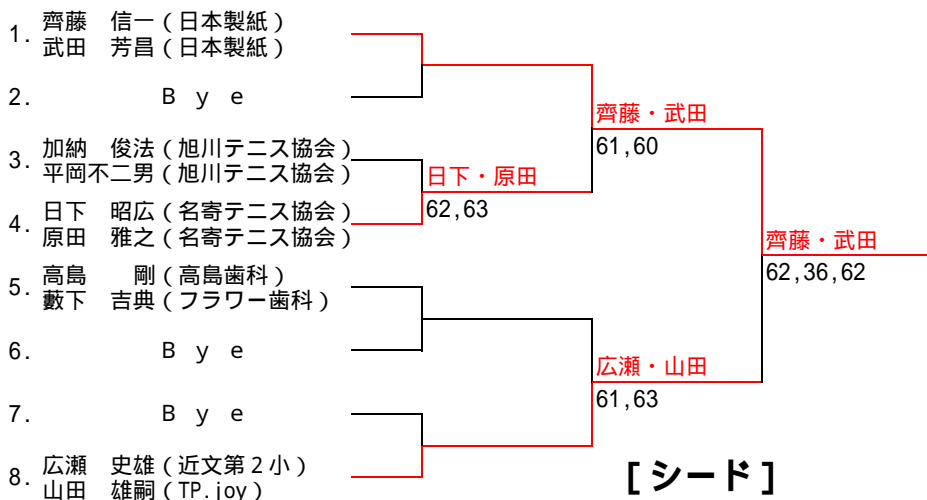 1. 齊藤　信一(日本製紙)
武田　芳昌(日本製紙)
2. Ｂｙｅ
齊藤・武田
61,60
3. 加納　俊法(旭川テニス協会)
平岡不二男(旭川テニス協会)
日下・原田
62,63
4. 日下　昭広(名寄テニス協会)
原田　雅之(名寄テニス協会)
齊藤・武田
62,36,62
5. 高島　　剛(高島歯科)
藪下　吉典(フラワー歯科)
6. Ｂｙｅ
広瀬・山田
61,63
7. Ｂｙｅ
8. 広瀬　史雄(近文第２小)
山田　雄嗣(TP.joy)
[シード]